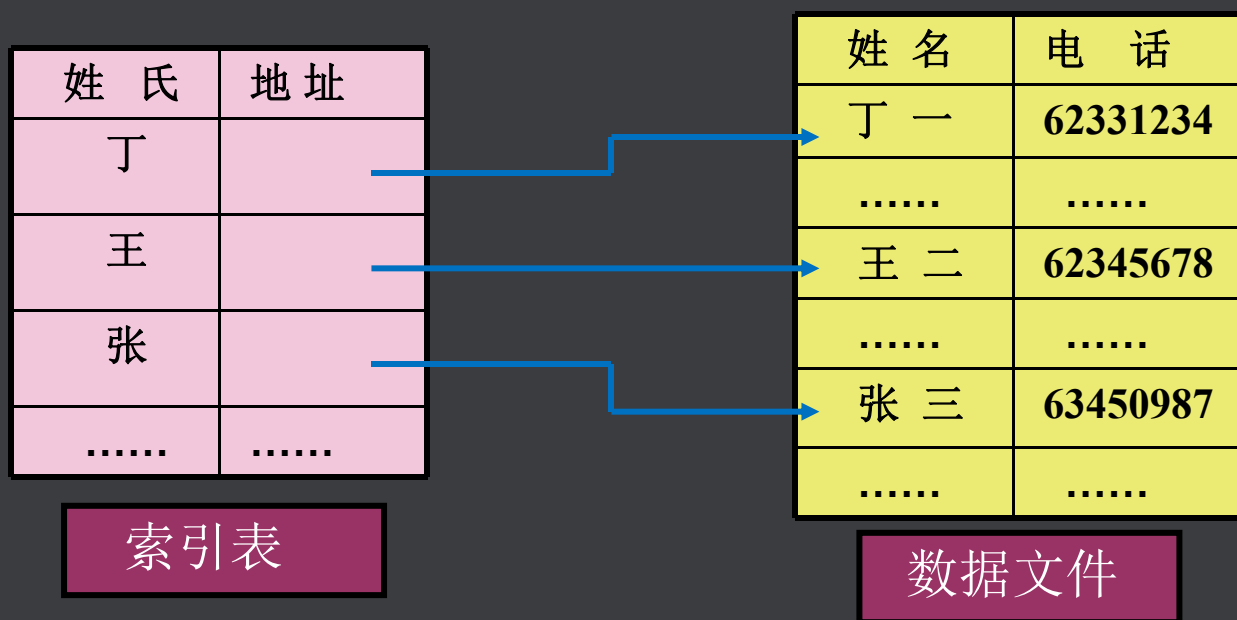 姓 氏 地 址
丁
王
张
...... ......
索引表
姓 名 电 话
丁 一 62331234
...... ......
王 二 62345678
...... ......
张 三 63450987
...... ......
数据文件